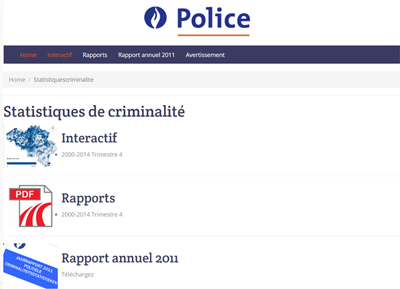 Police
Home Interactif Rapports Rapport annuel 2011 Avertissement
Home / Statistiquescriminalite
Statistiques de criminalité
Interactif
2000-2014 Trimestre 4
PDF
Rapports
2000-2014 Trimestre 4
JAARRAPPORT 2011
POLITIËLE
CRIMINALITEITSSTATISTIEKEN
Rapport annuel 2011
Téléchargez